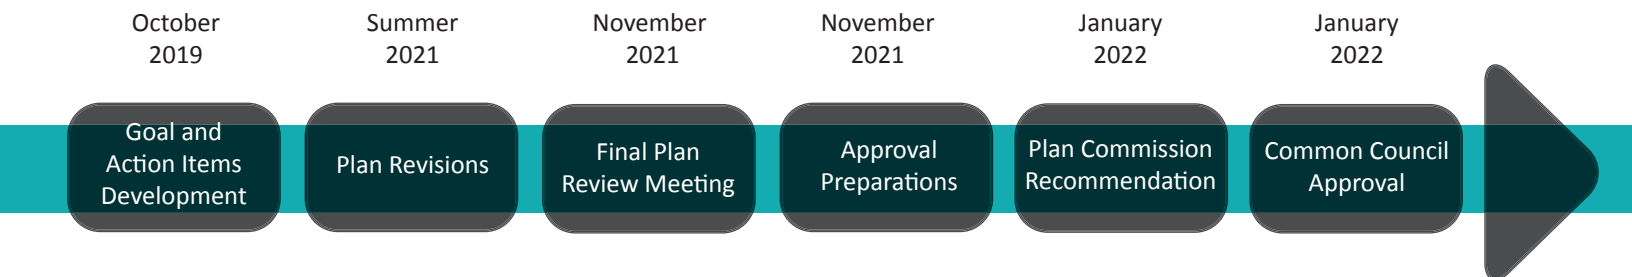 October
2019
Summer
2021
November
2021
November
2021
January
2022
January
2022
Goal and
Action Items
Development
Plan Revisions
Final Plan
Review Meeting
Approval
Preparations
Plan Commission
Recommendation
Common Council
Approval